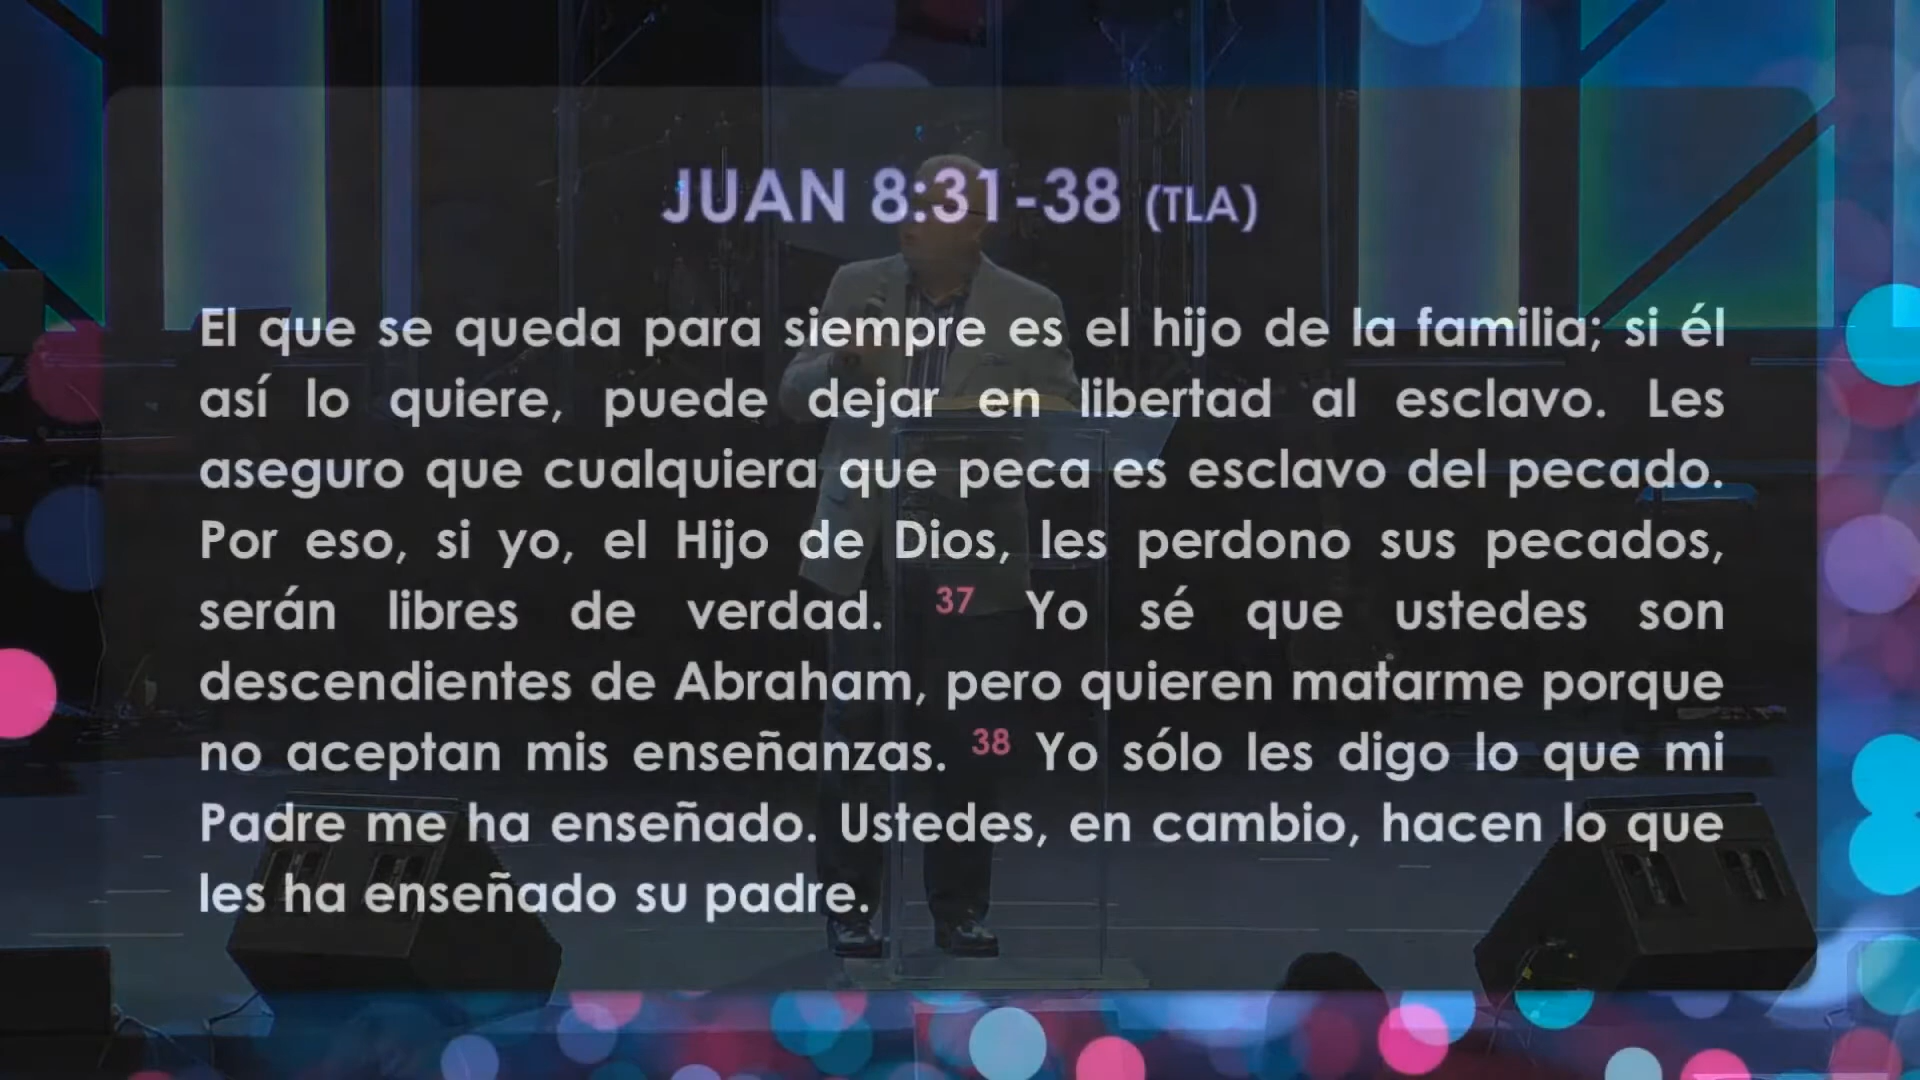 JUAN 8:31-38 (TLA)
El que se queda para siempre es el hijo de la familia; si él
así lo quiere, puede dejar en libertad al esclavo. Les
aseguro que cualquiera que peca es esclavo del pecado.
Por eso, si yo, el Hijo de Dios, les perdono sus pecados,
serán libres de verdad. 37 Yo sé que ustedes son
descendientes de Abraham, pero quieren matarme porque
no aceptan mis enseñanzas. 38 Yo sólo les digo lo que mi
Padre me ha enseñado. Ustedes, en cambio, hacen lo que
les ha enseñado su padre.